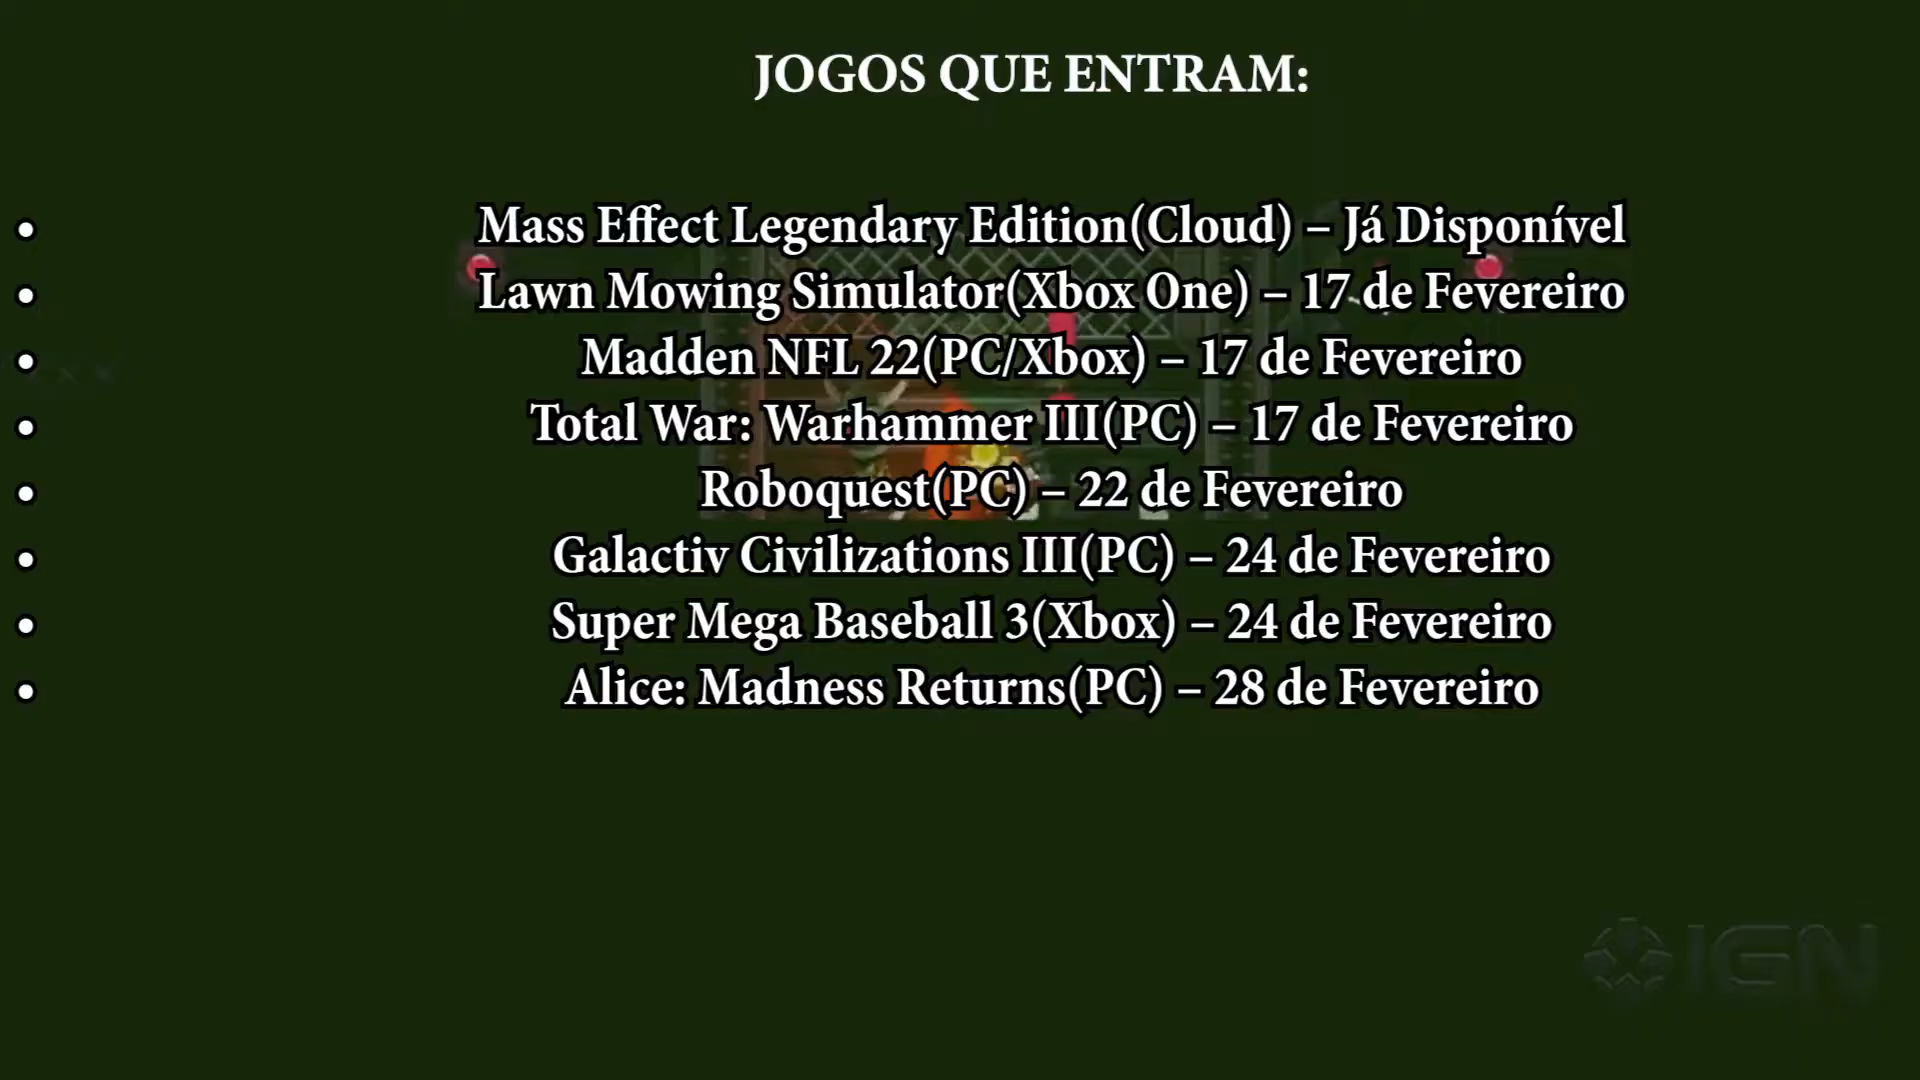 JOGOS QUE ENTRAM:
• Mass Effect Legendary Edition(Cloud) – Já Disponível
• Lawn Mowing Simulator(Xbox One) – 17 de Fevereiro
• Madden NFL 22(PC/Xbox) – 17 de Fevereiro
• Total War: Warhammer III(PC) – 17 de Fevereiro
• Roboquest(PC) – 22 de Fevereiro
• Galactiv Civilizations III(PC) – 24 de Fevereiro
• Super Mega Baseball 3(Xbox) – 24 de Fevereiro
• Alice: Madness Returns(PC) – 28 de Fevereiro
IGN